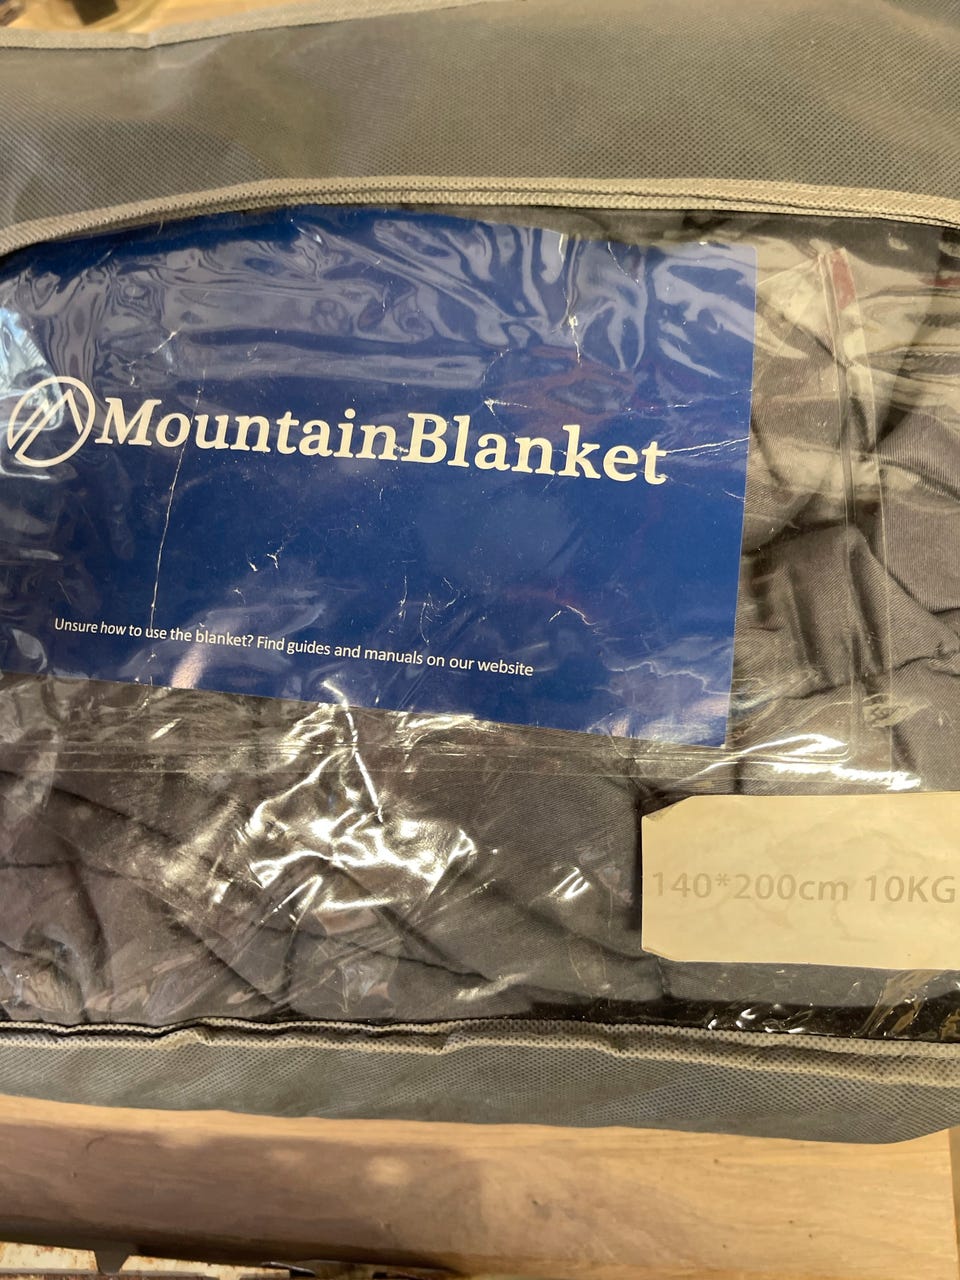 MountainBlanket
Unsure how to use the blanket? Find guides and manuals on our website
140*200cm 10KG